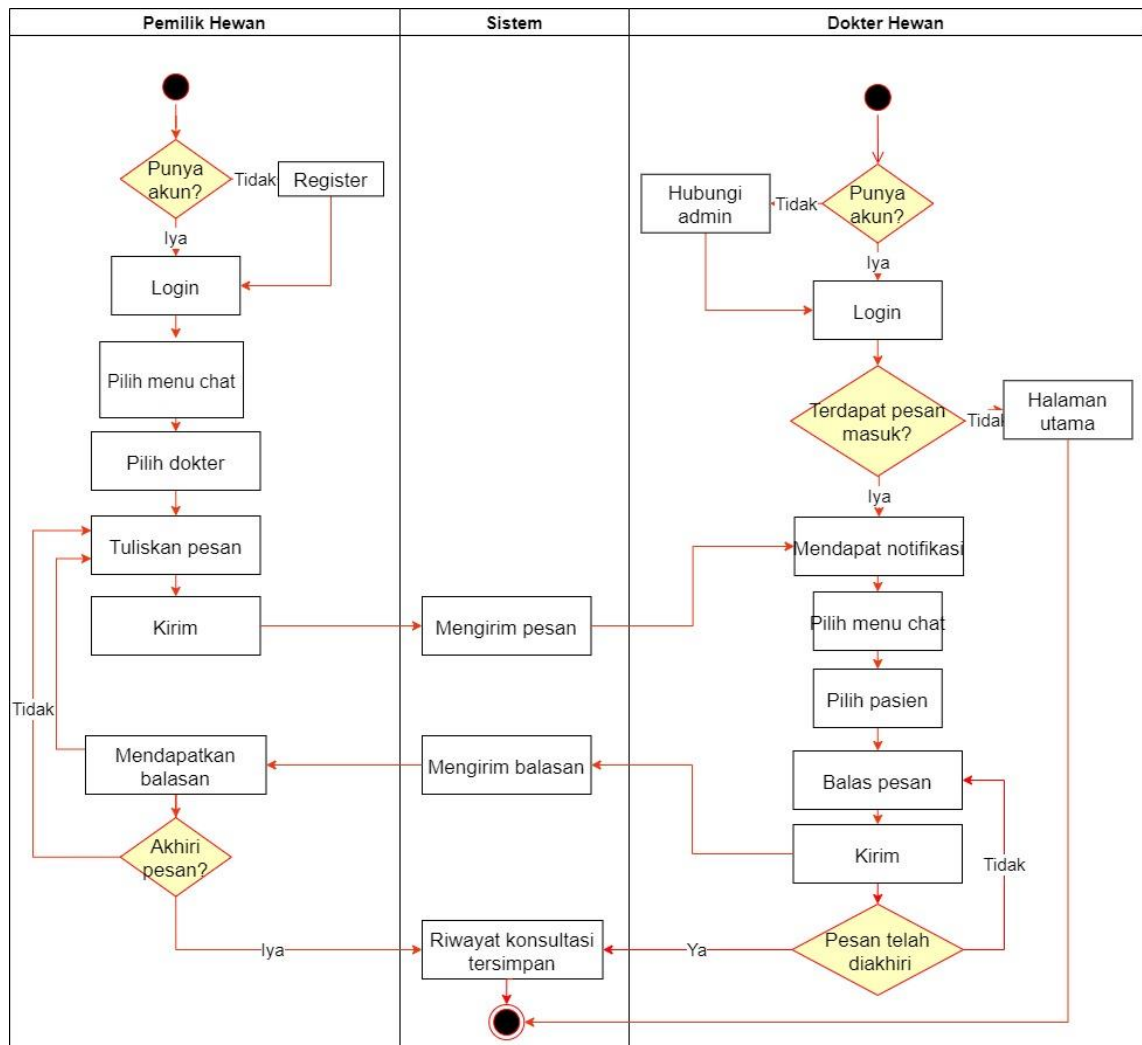 Pemilik Hewan
Sistem
Dokter Hewan
Punya
akun?
Tidak
Register
Iya
Login
Pilih menu chat
Pilih dokter
Tuliskan pesan
Kirim
Tidak
Mendapatkan
balasan
Akhiri
pesan?
Iya
Mengirim pesan
Mengirim balasan
Riwayat konsultasi
tersimpan
Punya
akun?
Tidak
Hubungi
admin
Iya
Login
Terdapat pesan
masuk?
Tidak
Halaman
utama
Iya
Mendapat notifikasi
Pilih menu chat
Pilih pasien
Balas pesan
Kirim
Tidak
Pesan telah
diakhiri
Ya